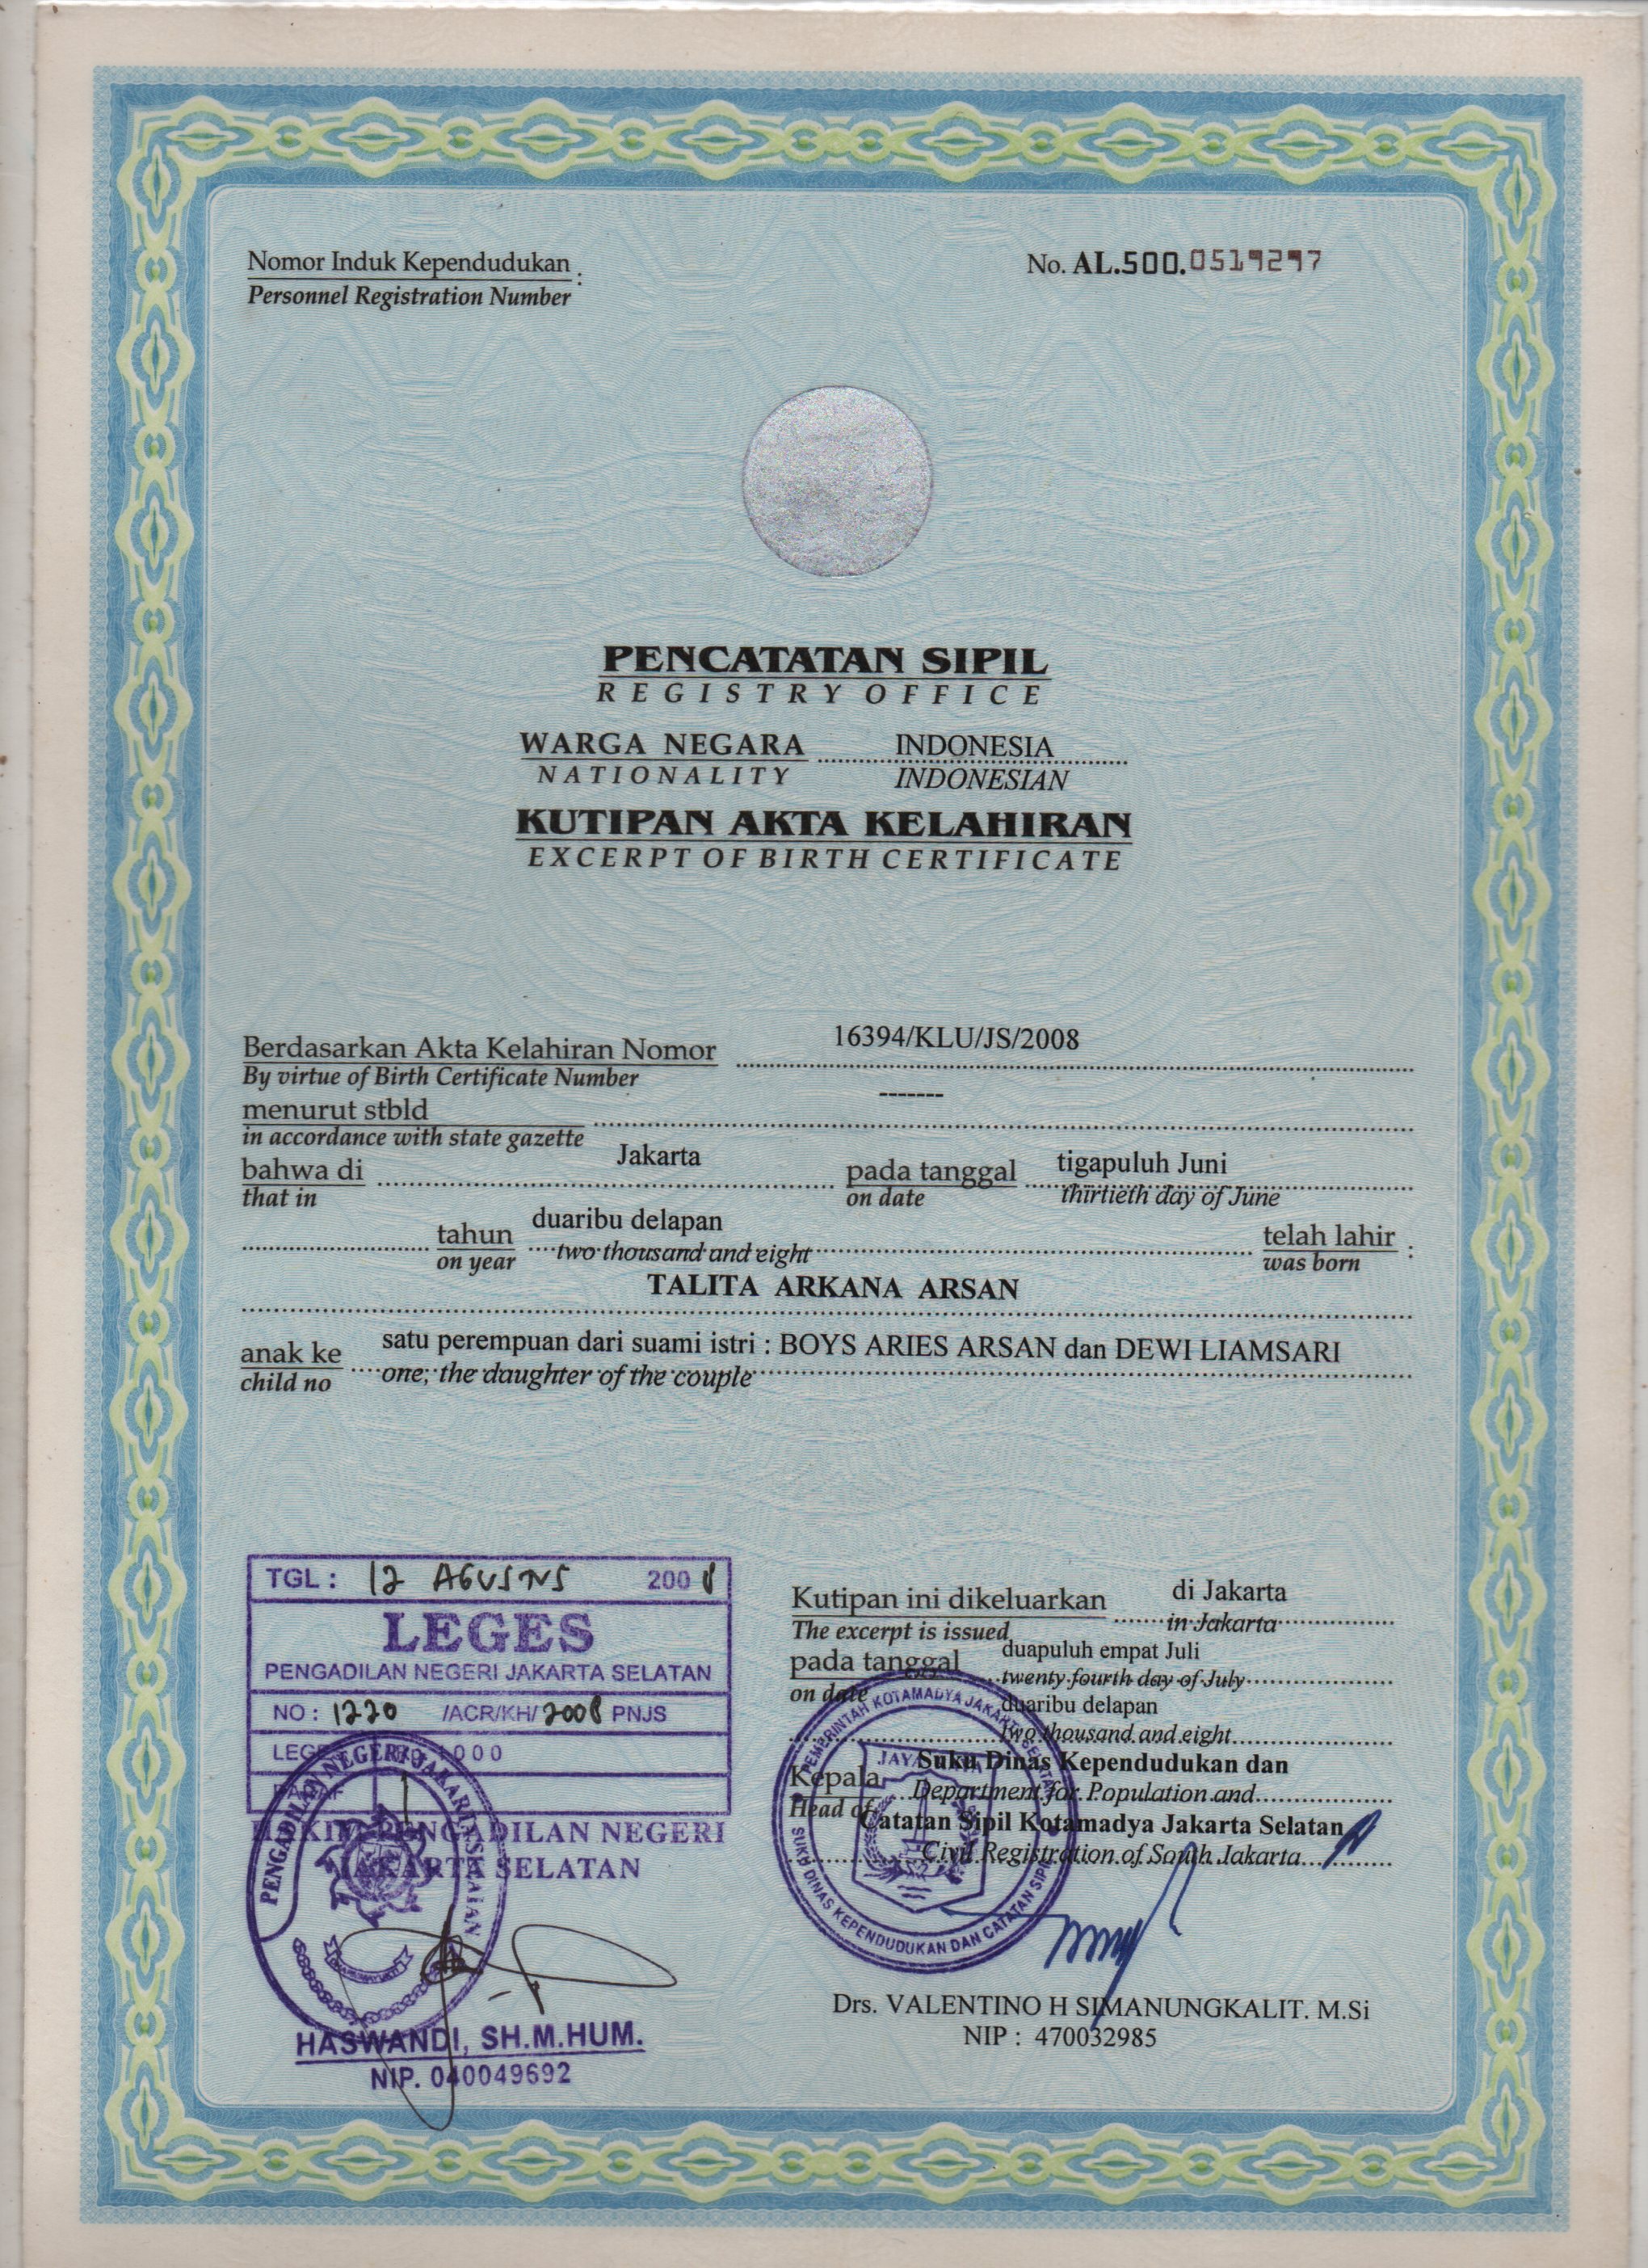 Nomor Induk Kependudukan :
Personnel Registration Number
No. AL.500.0519297
PENCATATAN SIPIL
REGISTRY OFFICE
WARGA NEGARA INDONESIA
NATIONALITY INDONESIAN
KUTIPAN AKTA KELAHIRAN
EXCERPT OF BIRTH CERTIFICATE
Berdasarkan Akta Kelahiran Nomor 16394/KLU/JS/2008
By virtue of Birth Certificate Number
menurut stbld -------
in accordance with state gazette
bahwa di Jakarta pada tanggal tigapuluh Juni
that in on date thirtieth day of June
tahun duaribu delapan telah lahir :
on year two thousand and eight was born
TALITA ARKANA ARSAN
anak ke satu perempuan dari suami istri : BOYS ARIES ARSAN dan DEWI LIAMSARI
child no one, the daughter of the couple
TGL : 12 AGUSTUS 2008
LEGES
PENGADILAN NEGERI JAKARTA SELATAN
NO : 1220 /ACR/KH/ 2008 PNJS
HAKIM PENGADILAN NEGERI
JAKARTA SELATAN
PENGADILAN NEGERI JAKARTA SELATAN
HASWANDI, SH.M.HUM.
NIP. 040049692
Kutipan ini dikeluarkan di Jakarta
The excerpt is issued in Jakarta
pada tanggal duapuluh empat Juli
on date twenty fourth day of July
duaribu delapan
two thousand and eight
Kepala Suku Dinas Kependudukan dan
Head of Department for Population and
Catatan Sipil Kotamadya Jakarta Selatan
Civil Registration of South Jakarta
PEMERINTAH KOTAMADYA JAKARTA SELATAN
JAYA
SUKU DINAS KEPENDUDUKAN DAN CATATAN SIPIL
Drs. VALENTINO H SIMANUNGKALIT. M.Si
NIP : 470032985